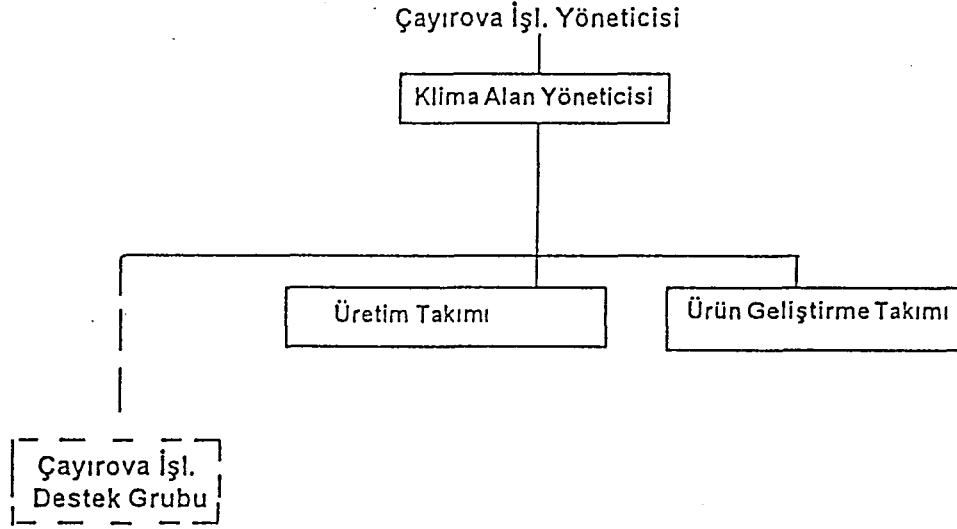 Çayırova İşl. Yöneticisi
Klima Alan Yöneticisi
Üretim Takımı
Ürün Geliştirme Takımı
Çayırova İşl.
Destek Grubu